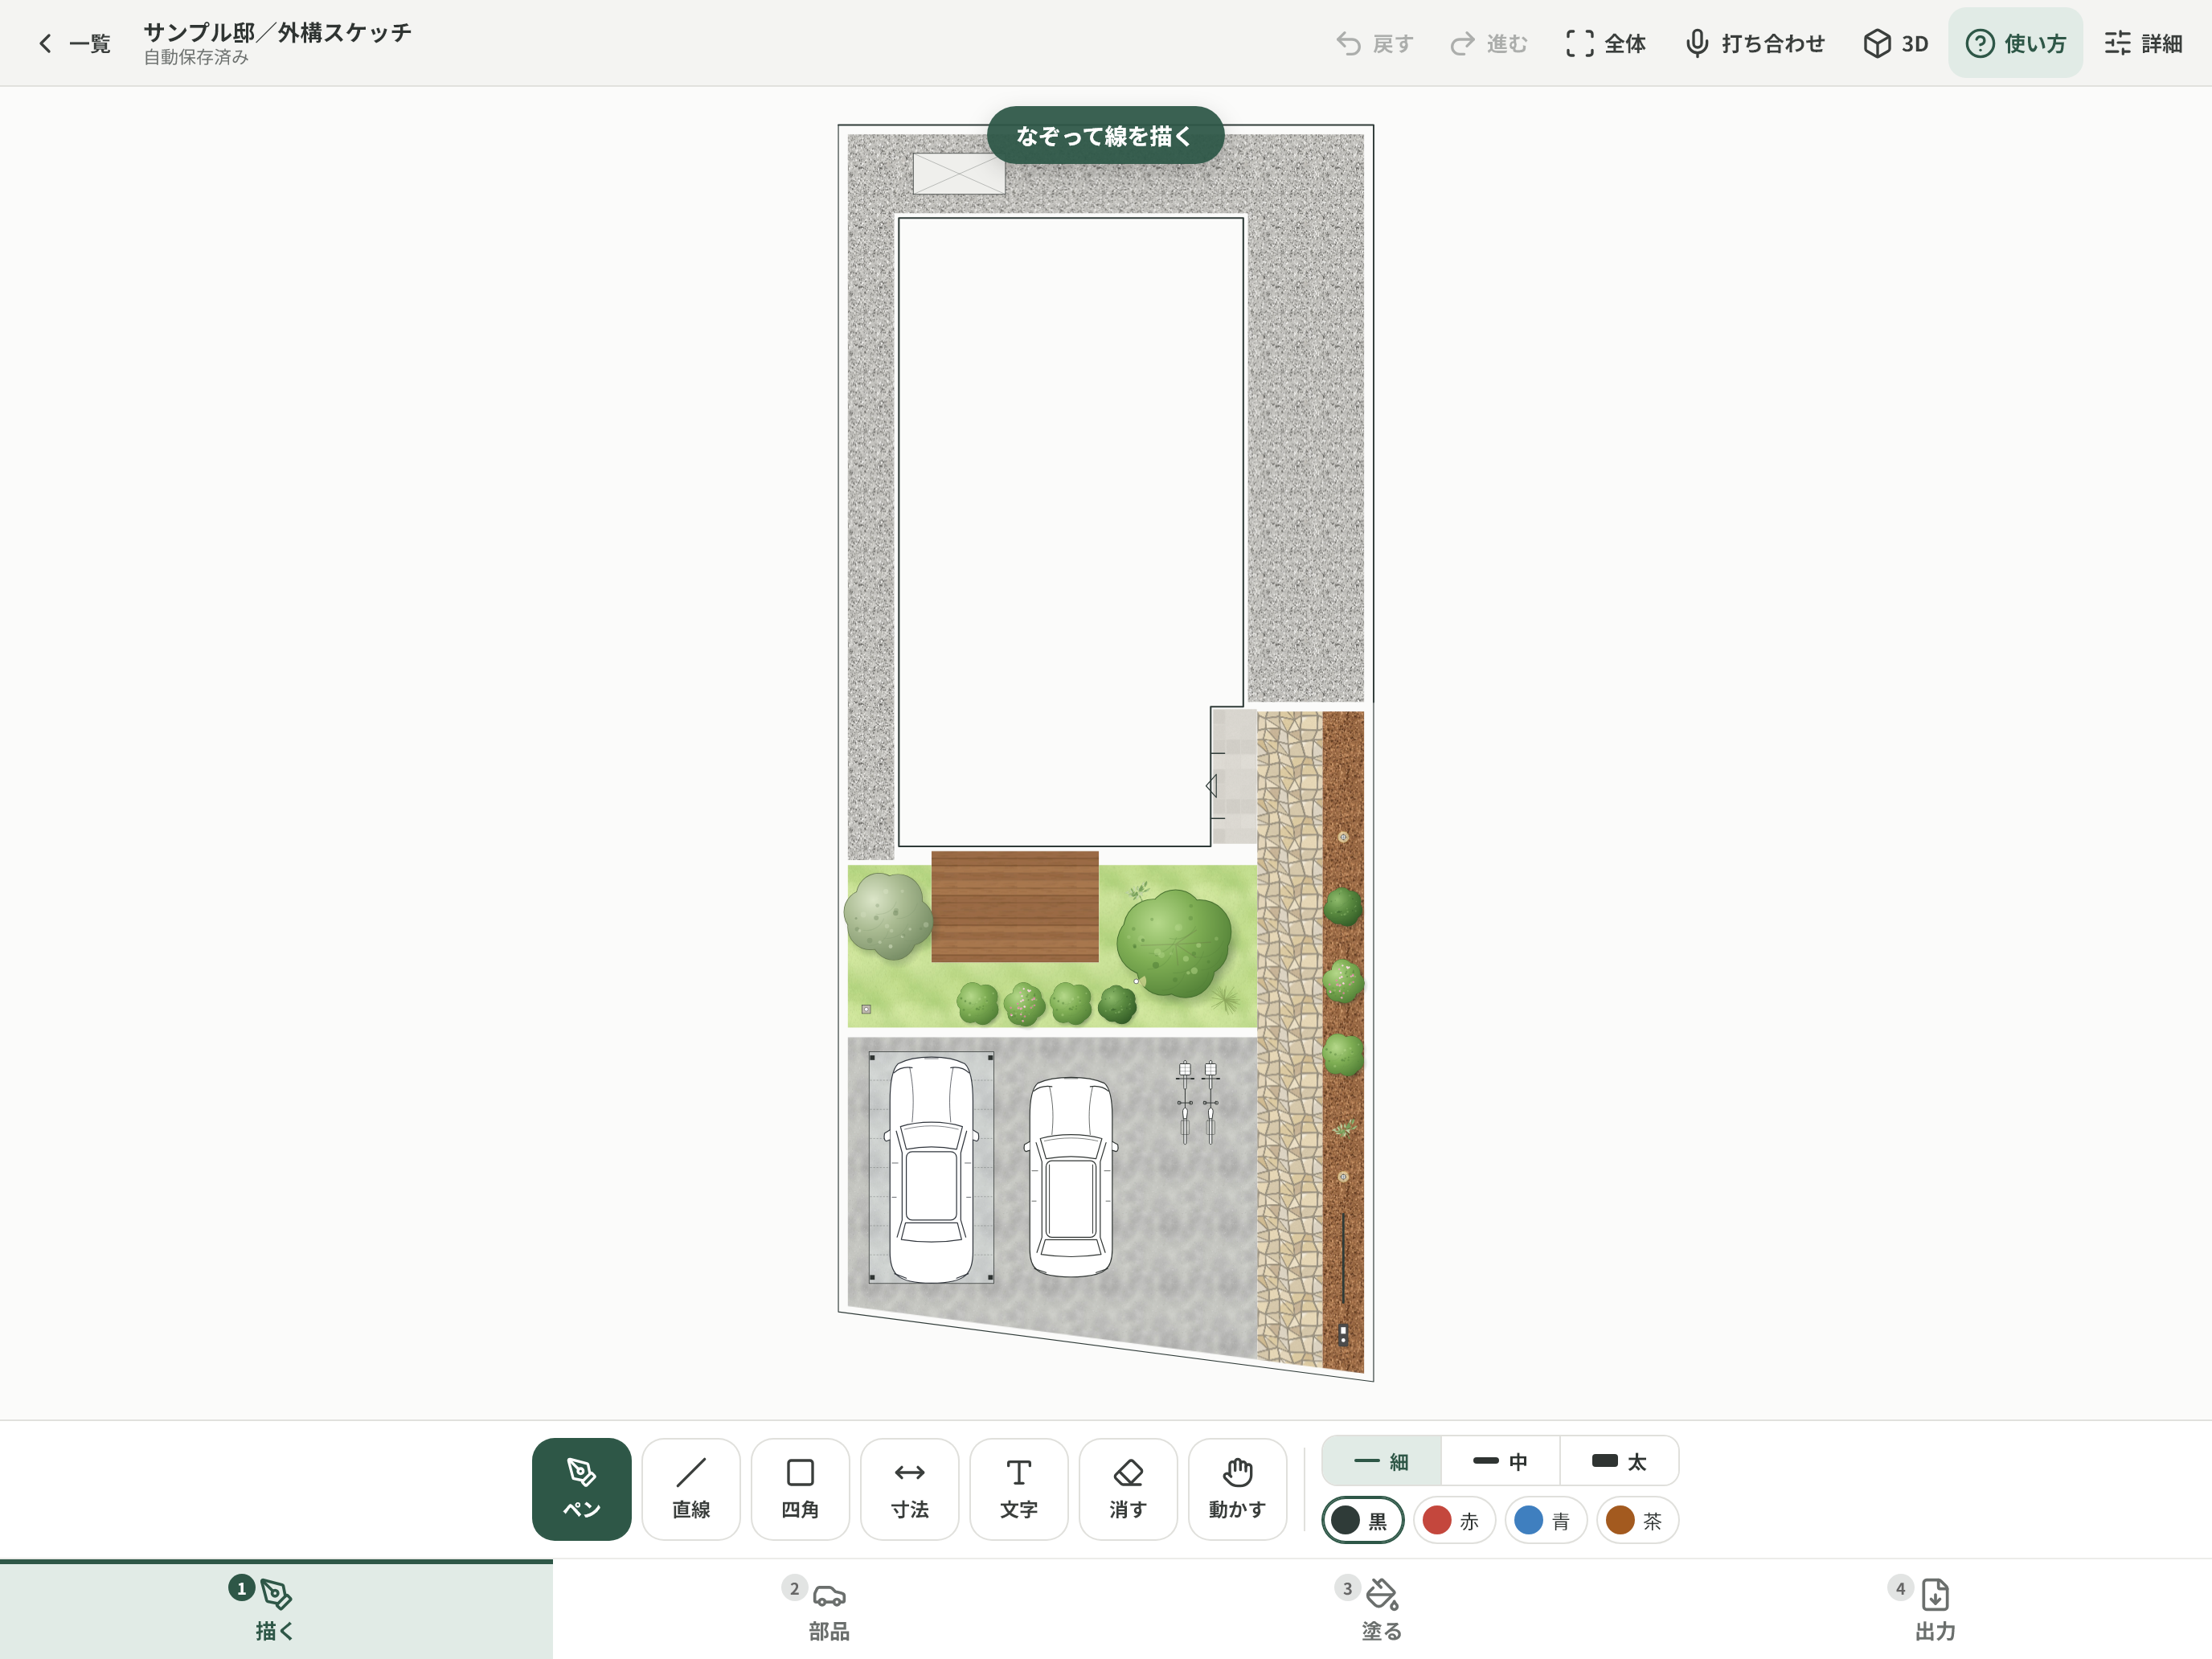 一覧
サンプル邸／外構スケッチ
自動保存済み
戻す
進む
全体
打ち合わせ
3D
使い方
詳細
なぞって線を描く
ペン
直線
四角
寸法
文字
消す
動かす
細
中
太
黒
赤
青
茶
1
描く
2
部品
3
塗る
4
出力